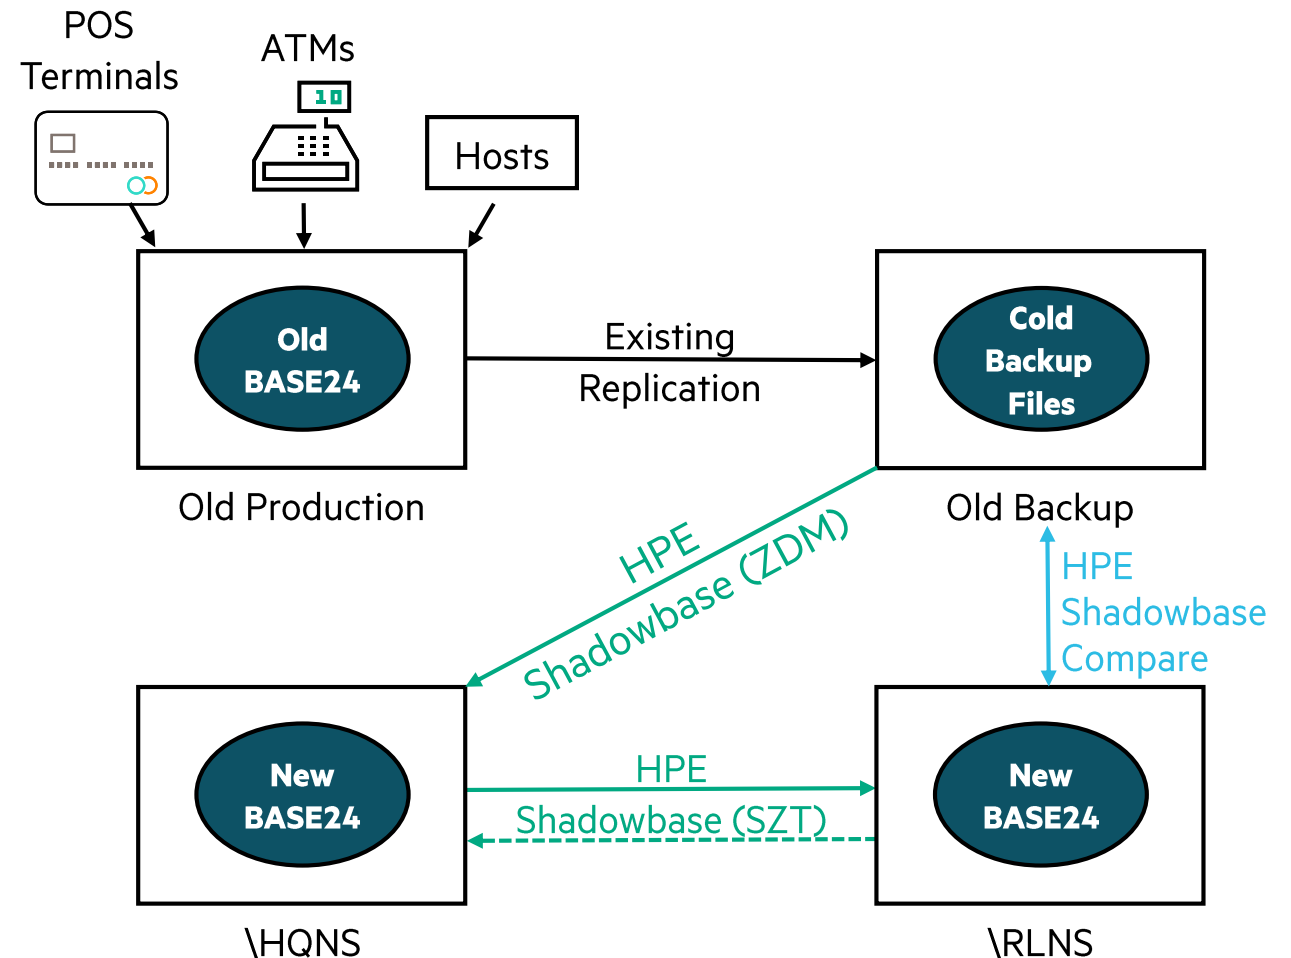 POS
Terminals
ATMs
10
Hosts
Old
BASE24
Existing
Replication
Cold
Backup
Files
Old Production
Old Backup
HPE
Shadowbase (ZDM)
HPE
Shadowbase
Compare
New
BASE24
HPE
Shadowbase (SZT)
New
BASE24
\HQNS
\RLNS